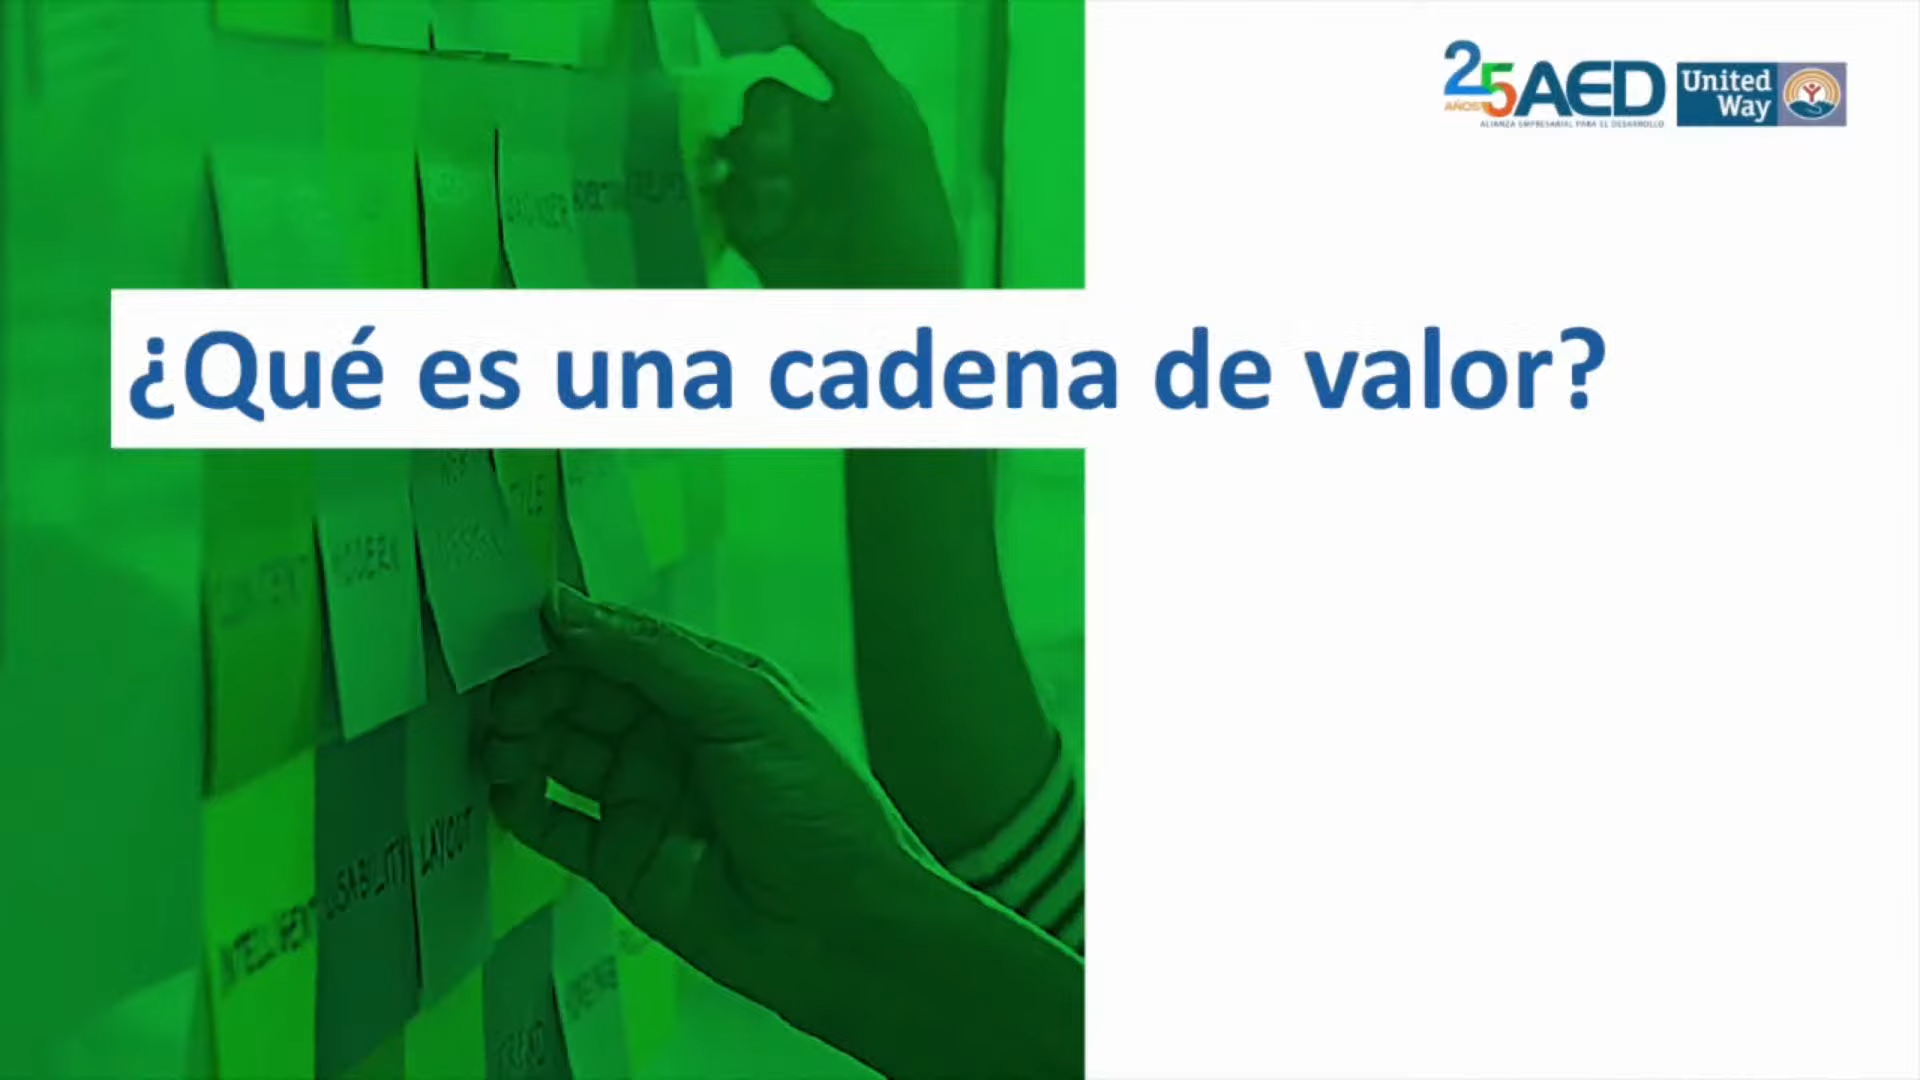 25 AÑOS AED
ALIANZA EMPRESARIAL PARA EL DESARROLLO
United
Way
¿Qué es una cadena de valor?
MODERN
USABILITY
LAYOUT
INTELLIGENT